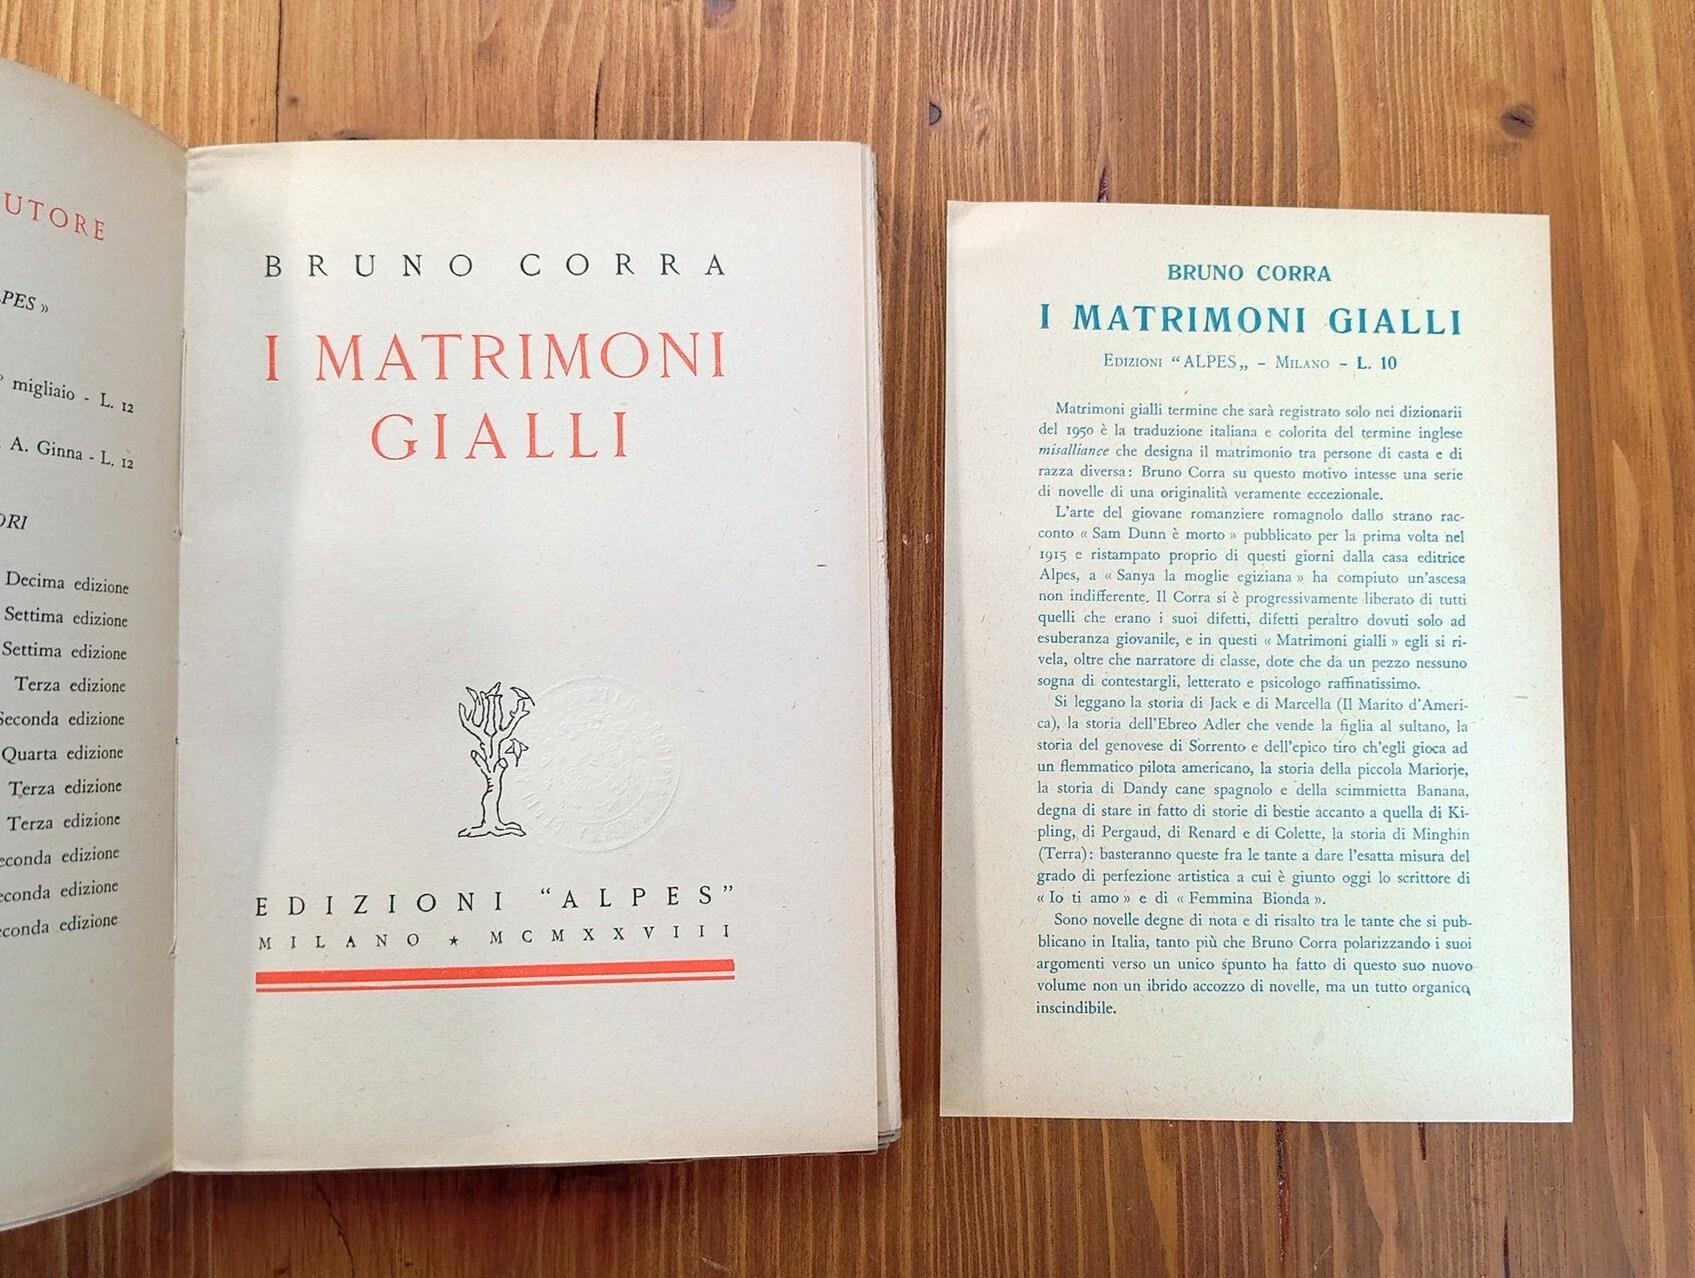 UTORE
LPES »
migliaio - L. 12
A. Ginna - L. 12
ORI
Decima edizione
Settima edizione
Settima edizione
Terza edizione
Seconda edizione
Quarta edizione
Terza edizione
Terza edizione
econda edizione
econda edizione
econda edizione
BRUNO CORRA
I MATRIMONI
GIALLI
EDIZIONI "ALPES"
MILANO ★ MCMXXVIII
BRUNO CORRA
I MATRIMONI GIALLI
Edizioni “ALPES„ - Milano - L. 10
Matrimoni gialli termine che sarà registrato solo nei dizionarii
del 1950 è la traduzione italiana e colorita del termine inglese
misalliance che designa il matrimonio tra persone di casta e di
razza diversa: Bruno Corra su questo motivo intesse una serie
di novelle di una originalità veramente eccezionale.
L'arte del giovane romanziere romagnolo dallo strano rac-
conto « Sam Dunn è morto » pubblicato per la prima volta nel
1915 e ristampato proprio di questi giorni dalla casa editrice
Alpes, a « Sanya la moglie egiziana » ha compiuto un'ascesa
non indifferente. Il Corra si è progressivamente liberato di tutti
quelli che erano i suoi difetti, difetti peraltro dovuti solo ad
esuberanza giovanile, e in questi « Matrimoni gialli » egli si ri-
vela, oltre che narratore di classe, dote che da un pezzo nessuno
sogna di contestargli, letterato e psicologo raffinatissimo.
Si leggano la storia di Jack e di Marcella (Il Marito d'Ameri-
ca), la storia dell'Ebreo Adler che vende la figlia al sultano, la
storia del genovese di Sorrento e dell'epico tiro ch'egli gioca ad
un flemmatico pilota americano, la storia della piccola Mariorje,
la storia di Dandy cane spagnolo e della scimmietta Banana,
degna di stare in fatto di storie di bestie accanto a quella di Ki-
pling, di Pergaud, di Renard e di Colette, la storia di Minghin
(Terra): basteranno queste fra le tante a dare l'esatta misura del
grado di perfezione artistica a cui è giunto oggi lo scrittore di
« Io ti amo » e di « Femmina Bionda ».
Sono novelle degne di nota e di risalto tra le tante che si pub-
blicano in Italia, tanto più che Bruno Corra polarizzando i suoi
argomenti verso un unico spunto ha fatto di questo suo nuovo
volume non un ibrido accozzo di novelle, ma un tutto organico,
inscindibile.